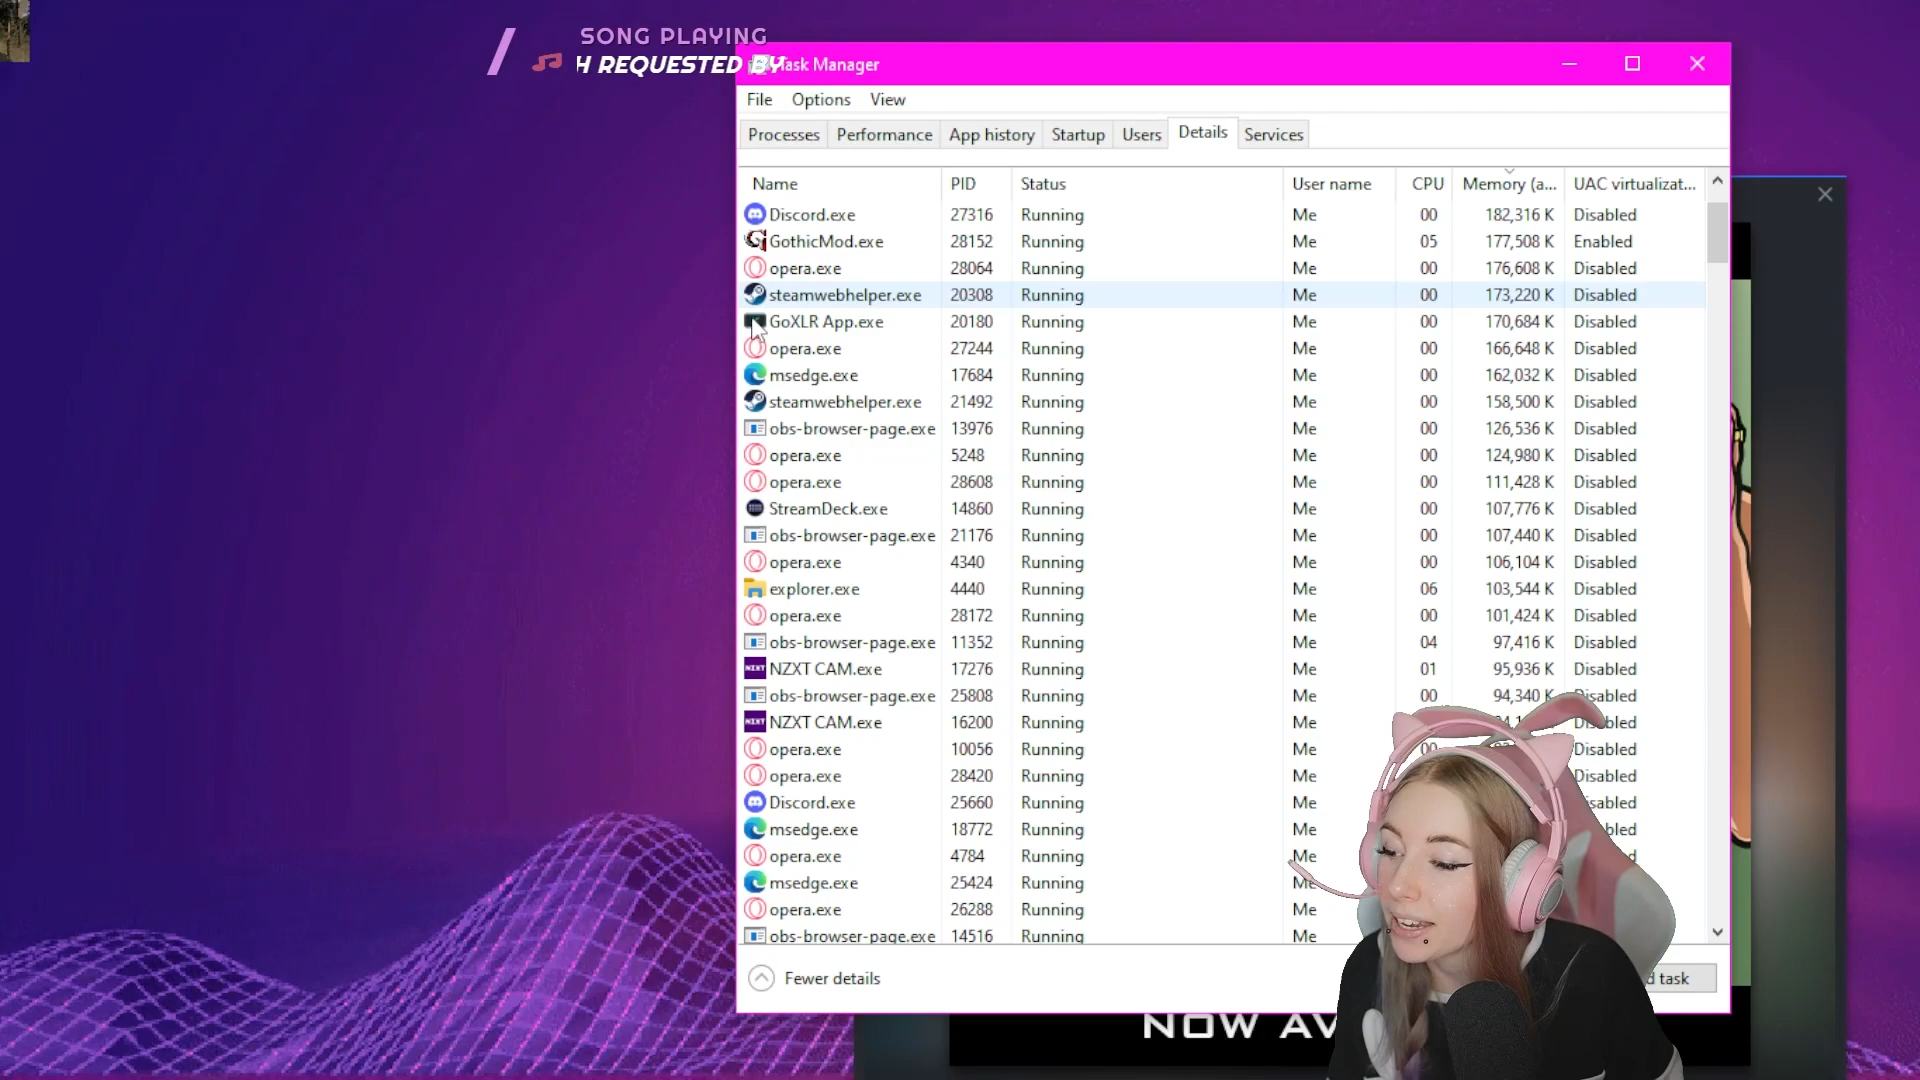 SONG PLAYING
H REQUESTED BY
Task Manager
File Options View
Processes Performance App history Startup Users Details Services
Name PID Status User name CPU Memory (a... UAC virtualizat...
Discord.exe 27316 Running Me 00 182,316 K Disabled
GothicMod.exe 28152 Running Me 05 177,508 K Enabled
opera.exe 28064 Running Me 00 176,608 K Disabled
steamwebhelper.exe 20308 Running Me 00 173,220 K Disabled
GoXLR App.exe 20180 Running Me 00 170,684 K Disabled
opera.exe 27244 Running Me 00 166,648 K Disabled
msedge.exe 17684 Running Me 00 162,032 K Disabled
steamwebhelper.exe 21492 Running Me 00 158,500 K Disabled
obs-browser-page.exe 13976 Running Me 00 126,536 K Disabled
opera.exe 5248 Running Me 00 124,980 K Disabled
opera.exe 28608 Running Me 00 111,428 K Disabled
StreamDeck.exe 14860 Running Me 00 107,776 K Disabled
obs-browser-page.exe 21176 Running Me 00 107,440 K Disabled
opera.exe 4340 Running Me 00 106,104 K Disabled
explorer.exe 4440 Running Me 06 103,544 K Disabled
opera.exe 28172 Running Me 00 101,424 K Disabled
obs-browser-page.exe 11352 Running Me 04 97,416 K Disabled
NZXT CAM.exe 17276 Running Me 01 95,936 K Disabled
obs-browser-page.exe 25808 Running Me 00 94,340 K Disabled
NZXT CAM.exe 16200 Running Me Disabled
opera.exe 10056 Running Me 00 Disabled
opera.exe 28420 Running Me Disabled
Discord.exe 25660 Running Me isabled
msedge.exe 18772 Running Me bled
opera.exe 4784 Running Me d
msedge.exe 25424 Running Me
opera.exe 26288 Running Me
obs-browser-page.exe 14516 Running Me
Fewer details d task
NOW AV